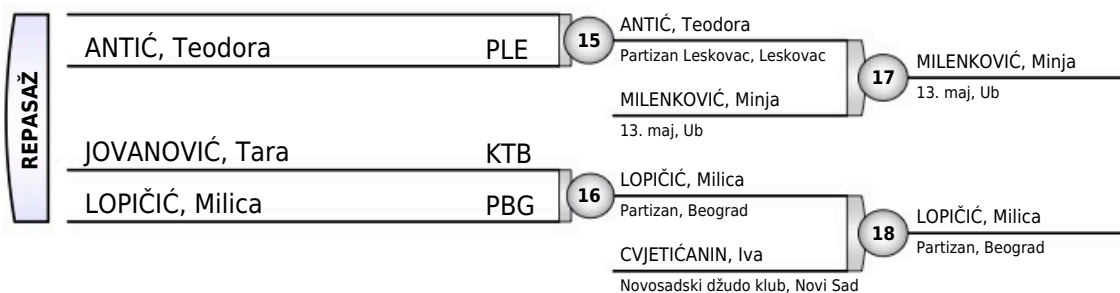 REPASAŽ
ANTIĆ, Teodora PLE
JOVANOVIĆ, Tara KTB
LOPIČIĆ, Milica PBG
15
ANTIĆ, Teodora
Partizan Leskovac, Leskovac
MILENKOVIĆ, Minja
13. maj, Ub
16
LOPIČIĆ, Milica
Partizan, Beograd
CVJETIĆANIN, Iva
Novosadski džudo klub, Novi Sad
17
MILENKOVIĆ, Minja
13. maj, Ub
18
LOPIČIĆ, Milica
Partizan, Beograd